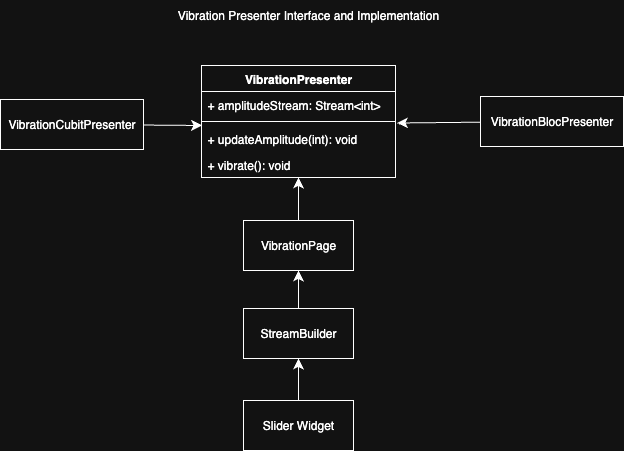 Vibration Presenter Interface and Implementation
VibrationPresenter
+ amplitudeStream: Stream<int>
+ updateAmplitude(int): void
+ vibrate(): void
VibrationCubitPresenter
VibrationBlocPresenter
VibrationPage
StreamBuilder
Slider Widget